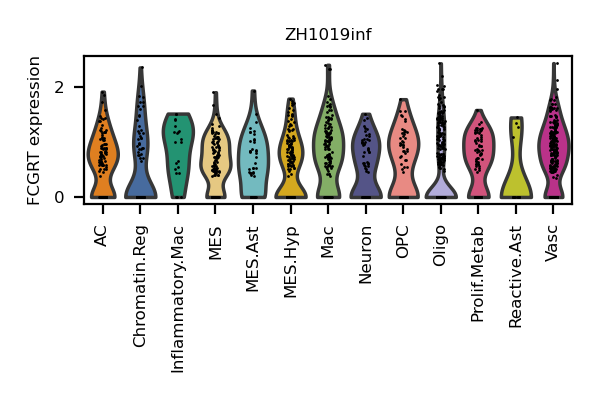 ZH1019inf
FCGRT expression
2
0
AC
Chromatin.Reg
Inflammatory.Mac
MES
MES.Ast
MES.Hyp
Mac
Neuron
OPC
Oligo
Prolif.Metab
Reactive.Ast
Vasc